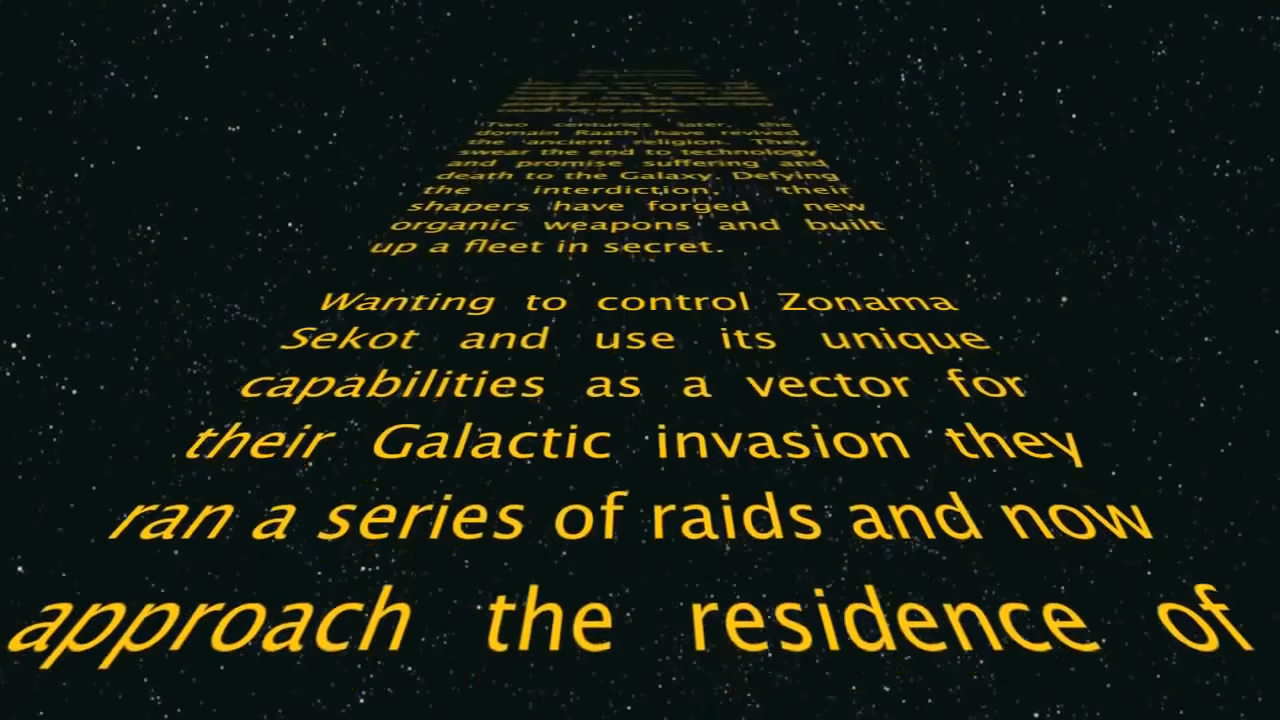 Two centuries later, the
domain Raath have revived
the ancient religion. They
swear the end to technology
and promise suffering and
death to the Galaxy. Defying
the interdiction, their
shapers have forged new
organic weapons and built
up a fleet in secret.
Wanting to control Zonama
Sekot and use its unique
capabilities as a vector for
their Galactic invasion they
ran a series of raids and now
approach the residence of